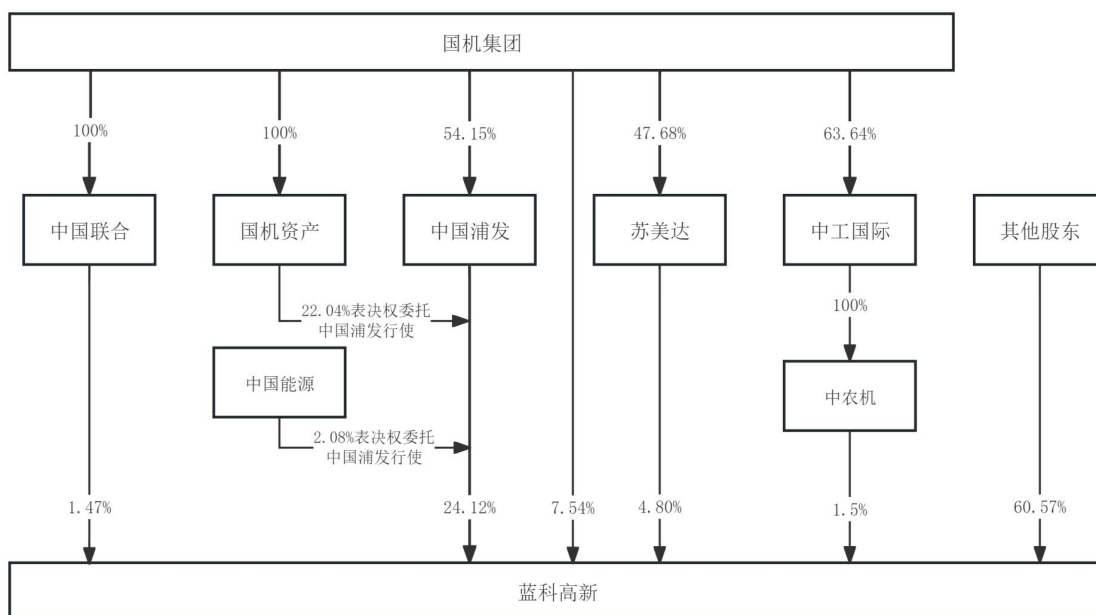 国机集团
100%
100%
54.15%
47.68%
63.64%
中国联合
国机资产
中国浦发
苏美达
中工国际
其他股东
22.04%表决权委托
中国浦发行使
100%
中国能源
中农机
2.08%表决权委托
中国浦发行使
1.47%
24.12%
7.54%
4.80%
1.5%
60.57%
蓝科高新